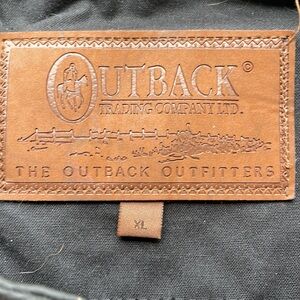 OUTBACK©
TRADING COMPANY LTD.
THE OUTBACK OUTFITTERS
XL